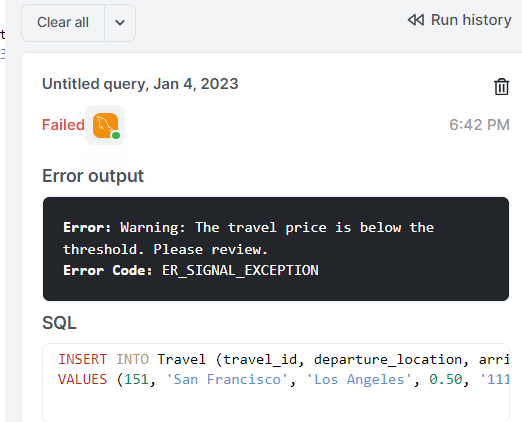 Clear all
Run history
Untitled query, Jan 4, 2023
Failed
6:42 PM
Error output
Error: Warning: The travel price is below the
threshold. Please review.
Error Code: ER_SIGNAL_EXCEPTION
SQL
INSERT INTO Travel (travel_id, departure_location, arri
VALUES (151, 'San Francisco', 'Los Angeles', 0.50, '111